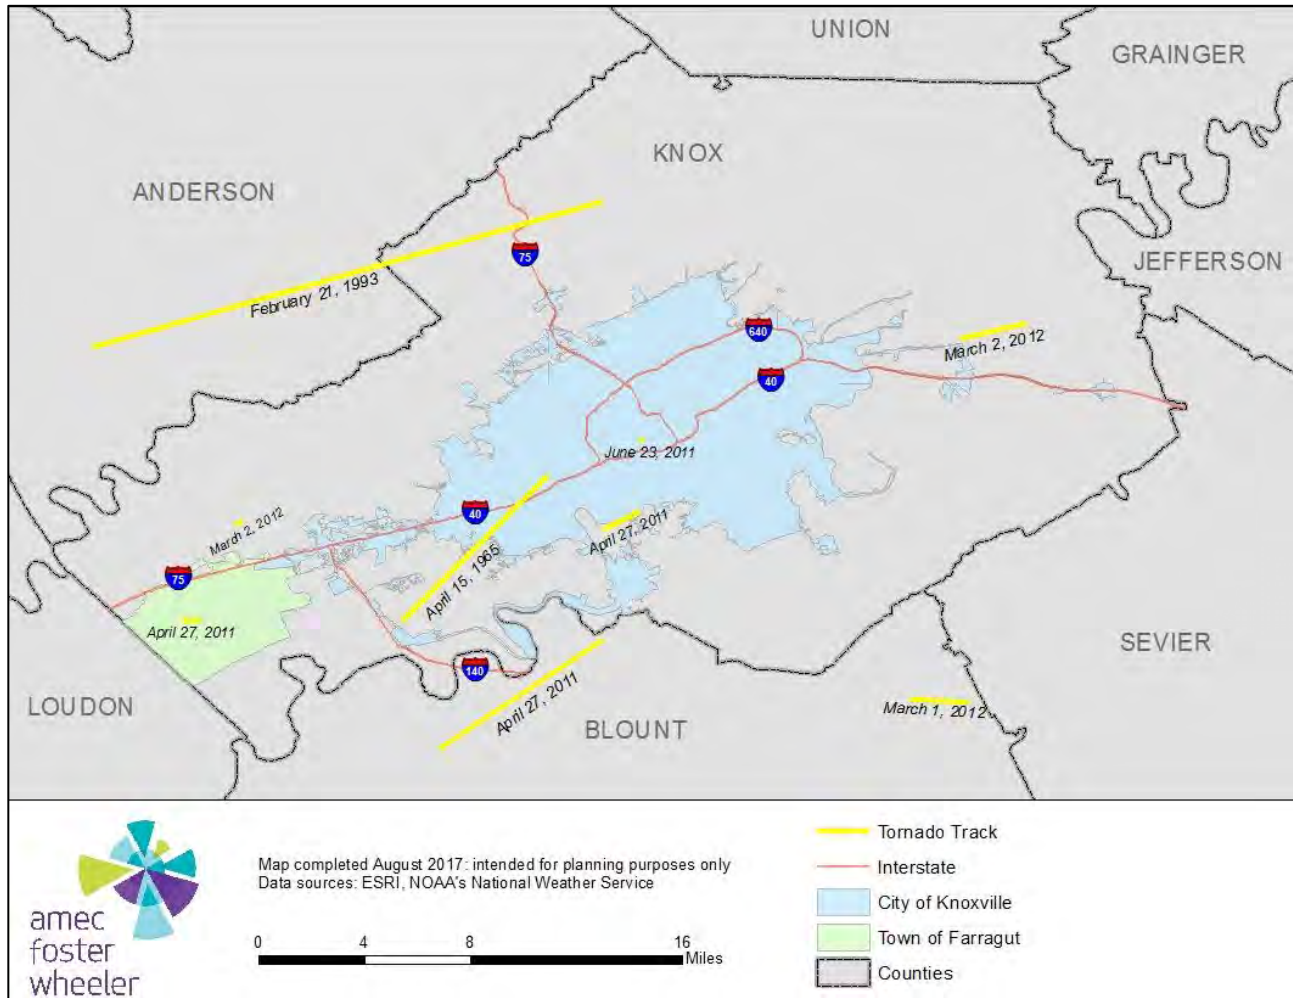 UNION
GRAINGER
KNOX
ANDERSON
JEFFERSON
75
February 21, 1993
640
March 2, 2012
40
June 23, 2011
40
March 2, 2012
April 27, 2011
April 15, 1965
75
April 27, 2011
140
SEVIER
LOUDON
April 27, 2011
BLOUNT
March 1, 2012
Tornado Track
Interstate
City of Knoxville
Town of Farragut
Counties
Map completed August 2017: intended for planning purposes only
Data sources: ESRI, NOAA's National Weather Service
0 4 8 16
Miles
amec
foster
wheeler